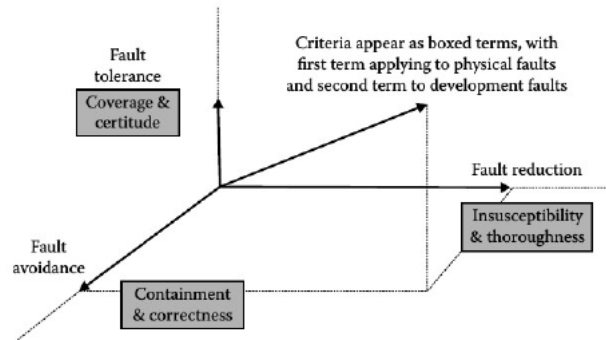 Fault
tolerance
Coverage &
certitude
Criteria appear as boxed terms, with
first term applying to physical faults
and second term to development faults
Fault reduction
Insusceptibility
& thoroughness
Fault
avoidance
Containment
& correctness